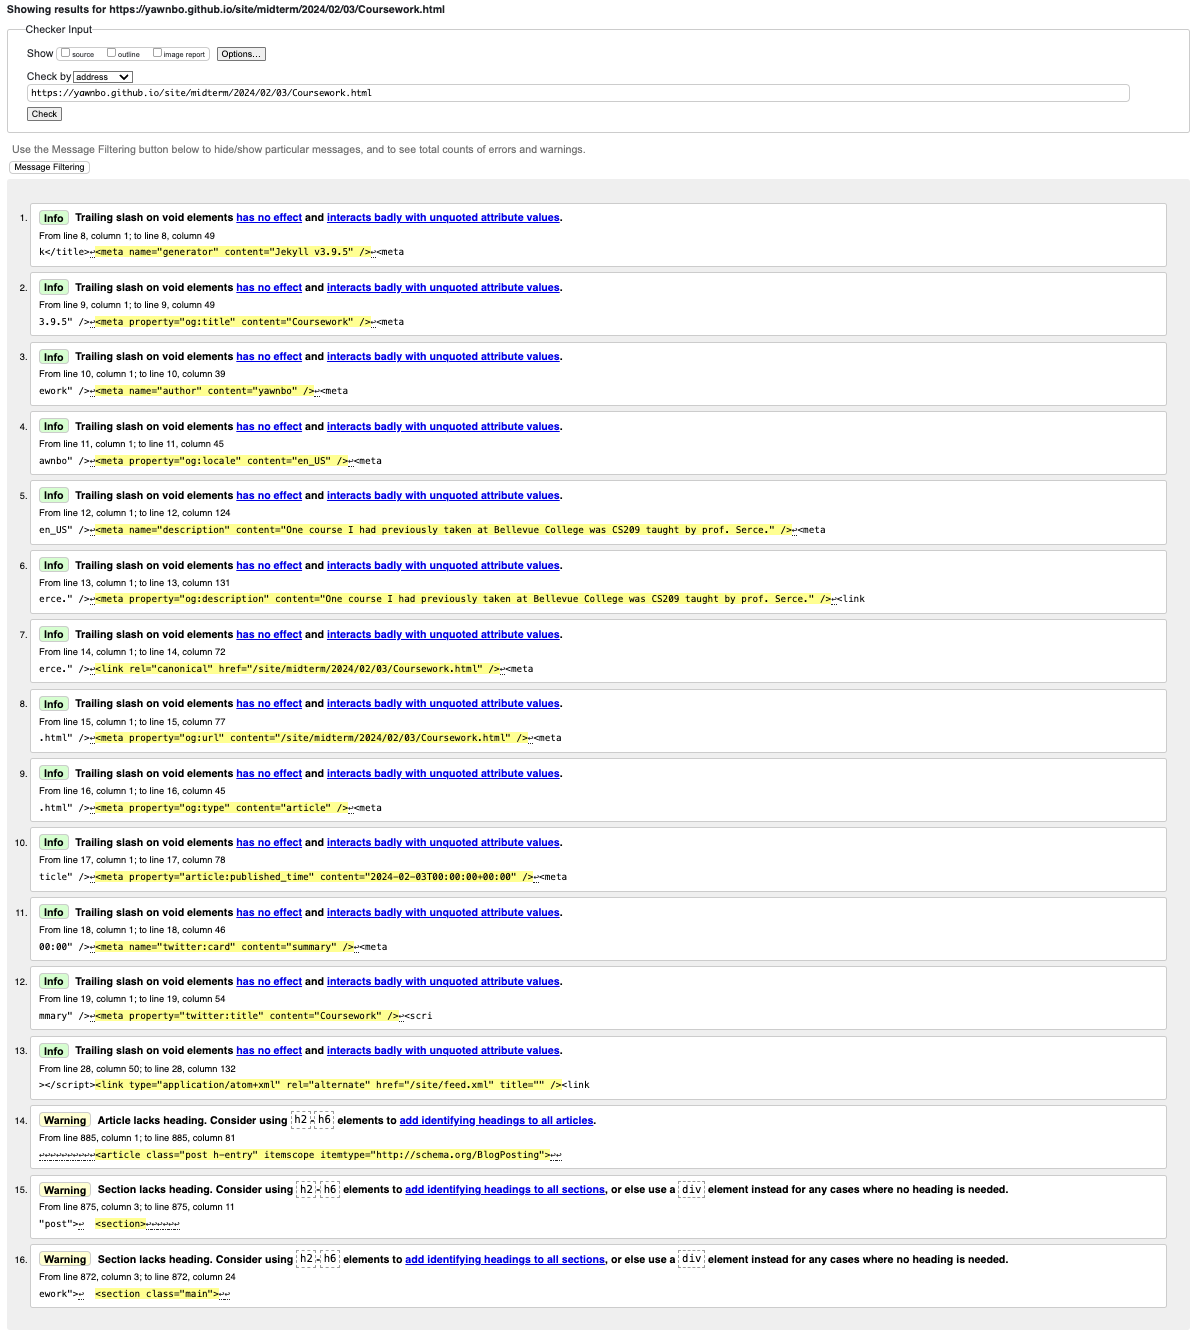 Showing results for https://yawnbo.github.io/site/midterm/2024/02/03/Coursework.html
Checker Input
Show source outline image report Options...
Check by address
https://yawnbo.github.io/site/midterm/2024/02/03/Coursework.html
Check
Use the Message Filtering button below to hide/show particular messages, and to see total counts of errors and warnings.
Message Filtering
1. Info Trailing slash on void elements has no effect and interacts badly with unquoted attribute values.
From line 8, column 1; to line 8, column 49
k</title>↩<meta name="generator" content="Jekyll v3.9.5" />↩<meta
2. Info Trailing slash on void elements has no effect and interacts badly with unquoted attribute values.
From line 9, column 1; to line 9, column 49
3.9.5" />↩<meta property="og:title" content="Coursework" />↩<meta
3. Info Trailing slash on void elements has no effect and interacts badly with unquoted attribute values.
From line 10, column 1; to line 10, column 39
ework" />↩<meta name="author" content="yawnbo" />↩<meta
4. Info Trailing slash on void elements has no effect and interacts badly with unquoted attribute values.
From line 11, column 1; to line 11, column 45
awnbo" />↩<meta property="og:locale" content="en_US" />↩<meta
5. Info Trailing slash on void elements has no effect and interacts badly with unquoted attribute values.
From line 12, column 1; to line 12, column 124
en_US" />↩<meta name="description" content="One course I had previously taken at Bellevue College was CS209 taught by prof. Serce." />↩<meta
6. Info Trailing slash on void elements has no effect and interacts badly with unquoted attribute values.
From line 13, column 1; to line 13, column 131
erce." />↩<meta property="og:description" content="One course I had previously taken at Bellevue College was CS209 taught by prof. Serce." />↩<link
7. Info Trailing slash on void elements has no effect and interacts badly with unquoted attribute values.
From line 14, column 1; to line 14, column 72
erce." />↩<link rel="canonical" href="/site/midterm/2024/02/03/Coursework.html" />↩<meta
8. Info Trailing slash on void elements has no effect and interacts badly with unquoted attribute values.
From line 15, column 1; to line 15, column 77
.html" />↩<meta property="og:url" content="/site/midterm/2024/02/03/Coursework.html" />↩<meta
9. Info Trailing slash on void elements has no effect and interacts badly with unquoted attribute values.
From line 16, column 1; to line 16, column 45
.html" />↩<meta property="og:type" content="article" />↩<meta
10. Info Trailing slash on void elements has no effect and interacts badly with unquoted attribute values.
From line 17, column 1; to line 17, column 78
ticle" />↩<meta property="article:published_time" content="2024-02-03T00:00:00+00:00" />↩<meta
11. Info Trailing slash on void elements has no effect and interacts badly with unquoted attribute values.
From line 18, column 1; to line 18, column 46
00:00" />↩<meta name="twitter:card" content="summary" />↩<meta
12. Info Trailing slash on void elements has no effect and interacts badly with unquoted attribute values.
From line 19, column 1; to line 19, column 54
mmary" />↩<meta property="twitter:title" content="Coursework" />↩<scri
13. Info Trailing slash on void elements has no effect and interacts badly with unquoted attribute values.
From line 28, column 50; to line 28, column 132
></script><link type="application/atom+xml" rel="alternate" href="/site/feed.xml" title="" /><link
14. Warning Article lacks heading. Consider using h2-h6 elements to add identifying headings to all articles.
From line 885, column 1; to line 885, column 81
↩↩↩↩↩↩↩↩↩↩<article class="post h-entry" itemscope itemtype="http://schema.org/BlogPosting">↩↩
15. Warning Section lacks heading. Consider using h2-h6 elements to add identifying headings to all sections, or else use a div element instead for any cases where no heading is needed.
From line 875, column 3; to line 875, column 11
"post">↩ <section>↩↩↩↩↩↩
16. Warning Section lacks heading. Consider using h2-h6 elements to add identifying headings to all sections, or else use a div element instead for any cases where no heading is needed.
From line 872, column 3; to line 872, column 24
ework">↩ <section class="main">↩↩